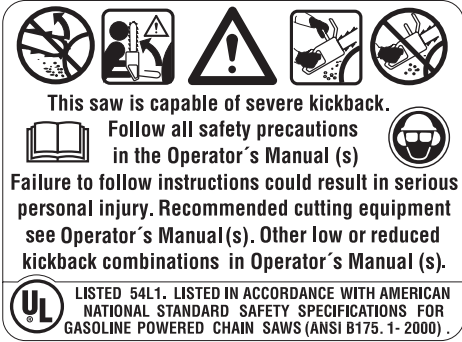 This saw is capable of severe kickback.
Follow all safety precautions
in the Operator´s Manual (s)
Failure to follow instructions could result in serious
personal injury. Recommended cutting equipment
see Operator´s Manual(s). Other low or reduced
kickback combinations in Operator´s Manual (s).
UL
®
LISTED 54L1. LISTED IN ACCORDANCE WITH AMERICAN
NATIONAL STANDARD SAFETY SPECIFICATIONS FOR
GASOLINE POWERED CHAIN SAWS (ANSI B175. 1- 2000) .